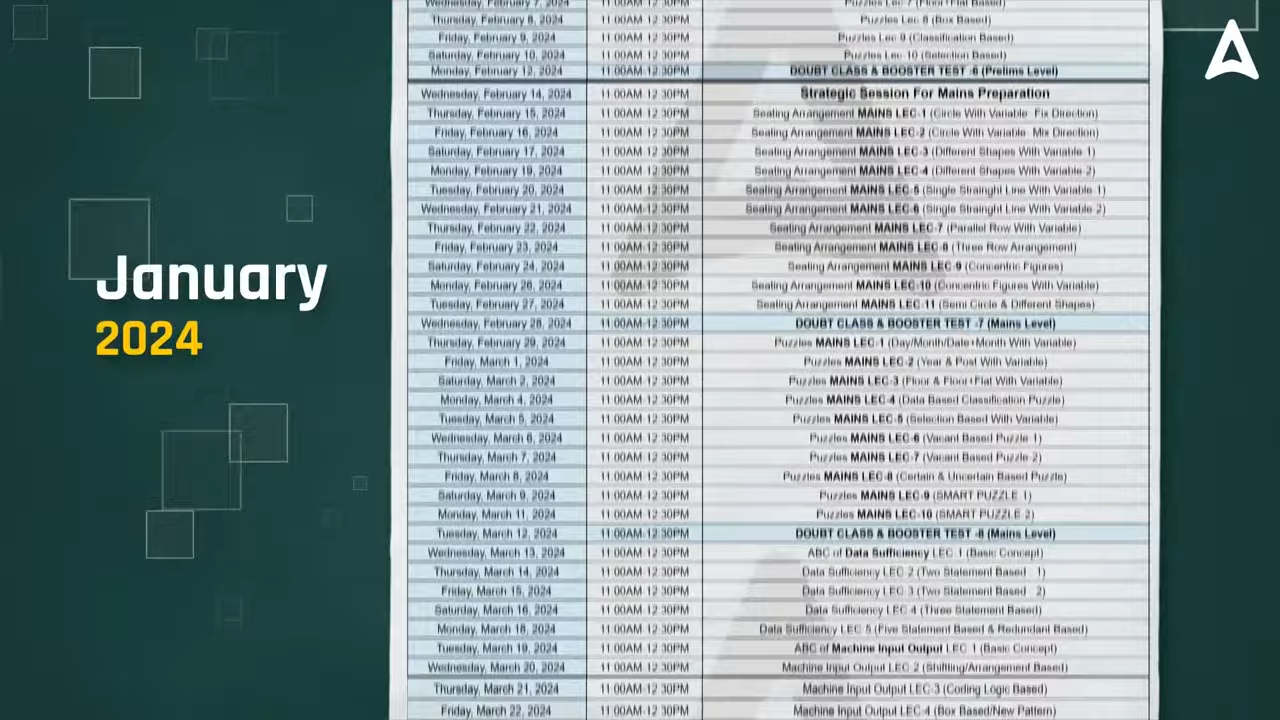 January
2024
Wednesday, February 7, 2024 11:00AM-12:30PM Puzzles Lec-7 (Floor+Flat Based)
Thursday, February 8, 2024 11:00AM-12:30PM Puzzles Lec-8 (Box Based)
Friday, February 9, 2024 11:00AM-12:30PM Puzzles Lec-9 (Classification Based)
Saturday, February 10, 2024 11:00AM-12:30PM Puzzles Lec-10 (Selection Based)
Monday, February 12, 2024 11:00AM-12:30PM DOUBT CLASS & BOOSTER TEST -6 (Prelims Level)
Wednesday, February 14, 2024 11:00AM-12:30PM Strategic Session For Mains Preparation
Thursday, February 15, 2024 11:00AM-12:30PM Seating Arrangement MAINS LEC-1 (Circle With Variable- Fix Direction)
Friday, February 16, 2024 11:00AM-12:30PM Seating Arrangement MAINS LEC-2 (Circle With Variable- Mix Direction)
Saturday, February 17, 2024 11:00AM-12:30PM Seating Arrangement MAINS LEC-3 (Different Shapes With Variable-1)
Monday, February 19, 2024 11:00AM-12:30PM Seating Arrangement MAINS LEC-4 (Different Shapes With Variable-2)
Tuesday, February 20, 2024 11:00AM-12:30PM Seating Arrangement MAINS LEC-5 (Single Strainght Line With Variable-1)
Wednesday, February 21, 2024 11:00AM-12:30PM Seating Arrangement MAINS LEC-6 (Single Strainght Line With Variable-2)
Thursday, February 22, 2024 11:00AM-12:30PM Seating Arrangement MAINS LEC-7 (Parallel Row With Variable)
Friday, February 23, 2024 11:00AM-12:30PM Seating Arrangement MAINS LEC-8 (Three Row Arrangement)
Saturday, February 24, 2024 11:00AM-12:30PM Seating Arrangement MAINS LEC-9 (Concentric Figures)
Monday, February 26, 2024 11:00AM-12:30PM Seating Arrangement MAINS LEC-10 (Concentric Figures With Variable)
Tuesday, February 27, 2024 11:00AM-12:30PM Seating Arrangement MAINS LEC-11 (Semi Circle & Different Shapes)
Wednesday, February 28, 2024 11:00AM-12:30PM DOUBT CLASS & BOOSTER TEST -7 (Mains Level)
Thursday, February 29, 2024 11:00AM-12:30PM Puzzles MAINS LEC-1 (Day/Month/Date+Month With Variable)
Friday, March 1, 2024 11:00AM-12:30PM Puzzles MAINS LEC-2 (Year & Post With Variable)
Saturday, March 2, 2024 11:00AM-12:30PM Puzzles MAINS LEC-3 (Floor & Floor+Flat With Variable)
Monday, March 4, 2024 11:00AM-12:30PM Puzzles MAINS LEC-4 (Data Based Classification Puzzle)
Tuesday, March 5, 2024 11:00AM-12:30PM Puzzles MAINS LEC-5 (Selection Based With Variable)
Wednesday, March 6, 2024 11:00AM-12:30PM Puzzles MAINS LEC-6 (Vacant Based Puzzle-1)
Thursday, March 7, 2024 11:00AM-12:30PM Puzzles MAINS LEC-7 (Vacant Based Puzzle-2)
Friday, March 8, 2024 11:00AM-12:30PM Puzzles MAINS LEC-8 (Certain & Uncertain Based Puzzle)
Saturday, March 9, 2024 11:00AM-12:30PM Puzzles MAINS LEC-9 (SMART PUZZLE-1)
Monday, March 11, 2024 11:00AM-12:30PM Puzzles MAINS LEC-10 (SMART PUZZLE-2)
Tuesday, March 12, 2024 11:00AM-12:30PM DOUBT CLASS & BOOSTER TEST -8 (Mains Level)
Wednesday, March 13, 2024 11:00AM-12:30PM ABC of Data Sufficiency LEC-1 (Basic Concept)
Thursday, March 14, 2024 11:00AM-12:30PM Data Sufficiency LEC-2 (Two Statement Based - 1)
Friday, March 15, 2024 11:00AM-12:30PM Data Sufficiency LEC-3 (Two Statement Based - 2)
Saturday, March 16, 2024 11:00AM-12:30PM Data Sufficiency LEC-4 (Three Statement Based)
Monday, March 18, 2024 11:00AM-12:30PM Data Sufficiency LEC-5 (Five Statement Based & Redundant Based)
Tuesday, March 19, 2024 11:00AM-12:30PM ABC of Machine Input Output LEC-1 (Basic Concept)
Wednesday, March 20, 2024 11:00AM-12:30PM Machine Input Output LEC-2 (Shifting/Arrangement Based)
Thursday, March 21, 2024 11:00AM-12:30PM Machine Input Output LEC-3 (Coding Logic Based)
Friday, March 22, 2024 11:00AM-12:30PM Machine Input Output LEC-4 (Box Based/New Pattern)